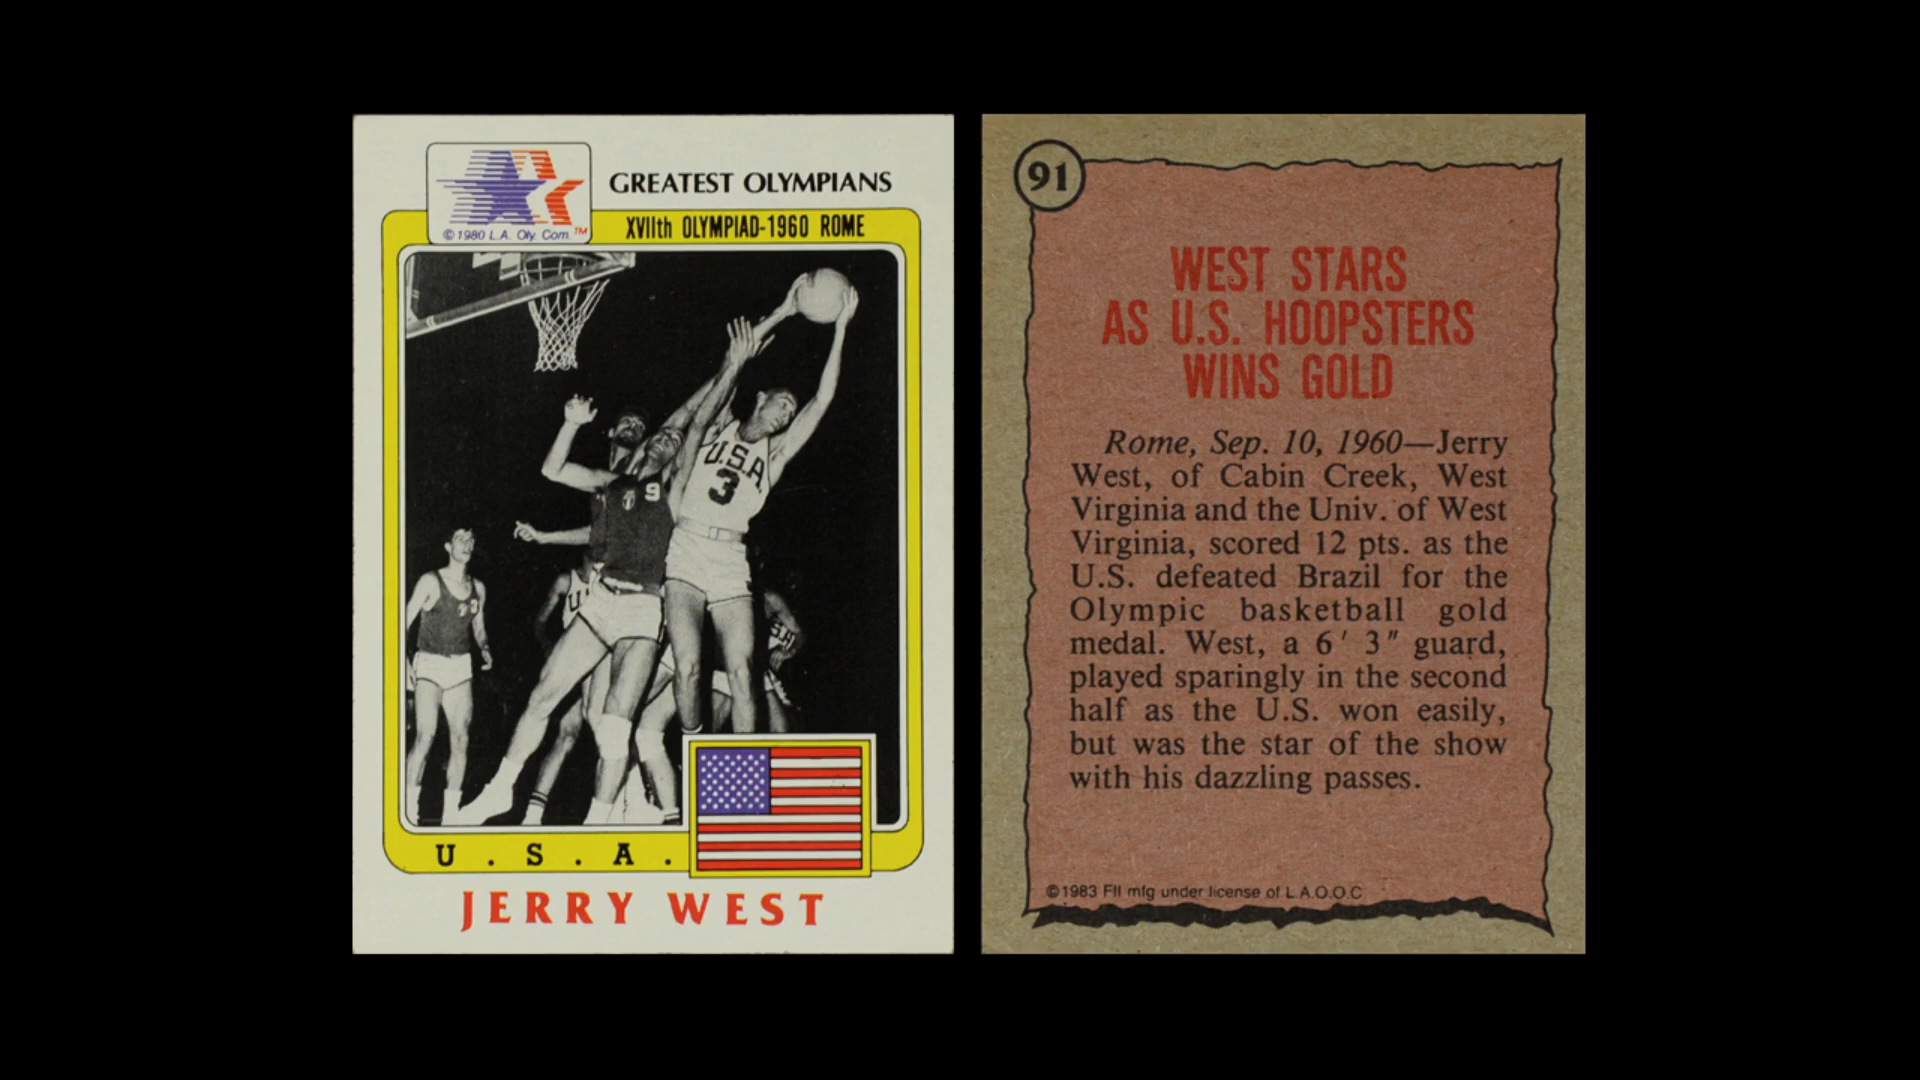 © 1980 L.A. Oly. Com.™
GREATEST OLYMPIANS
XVIIth OLYMPIAD-1960 ROME
U.S.A.
3
9
3
U.S.A.
JERRY WEST
91
WEST STARS
AS U.S. HOOPSTERS
WINS GOLD
Rome, Sep. 10, 1960—Jerry
West, of Cabin Creek, West
Virginia and the Univ. of West
Virginia, scored 12 pts. as the
U.S. defeated Brazil for the
Olympic basketball gold
medal. West, a 6' 3" guard,
played sparingly in the second
half as the U.S. won easily,
but was the star of the show
with his dazzling passes.
©1983 FII mfg under license of L.A.O.O.C.